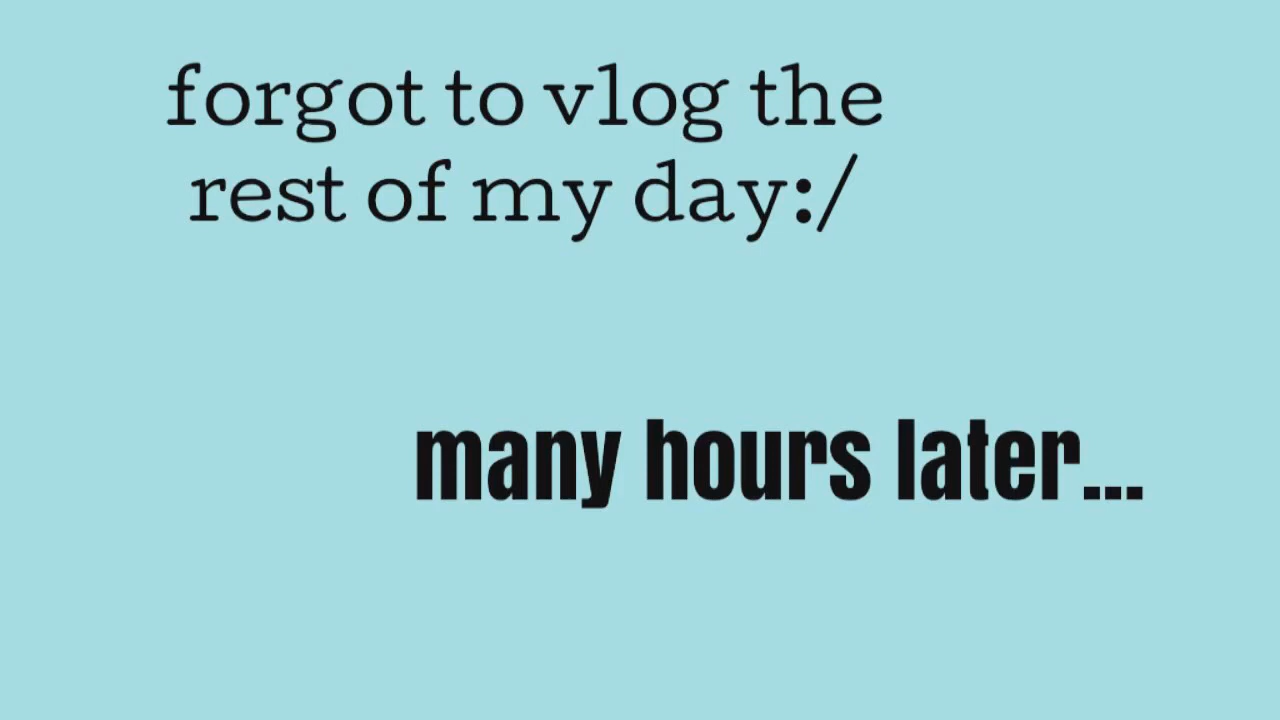 forgot to vlog the
rest of my day:/
many hours later...